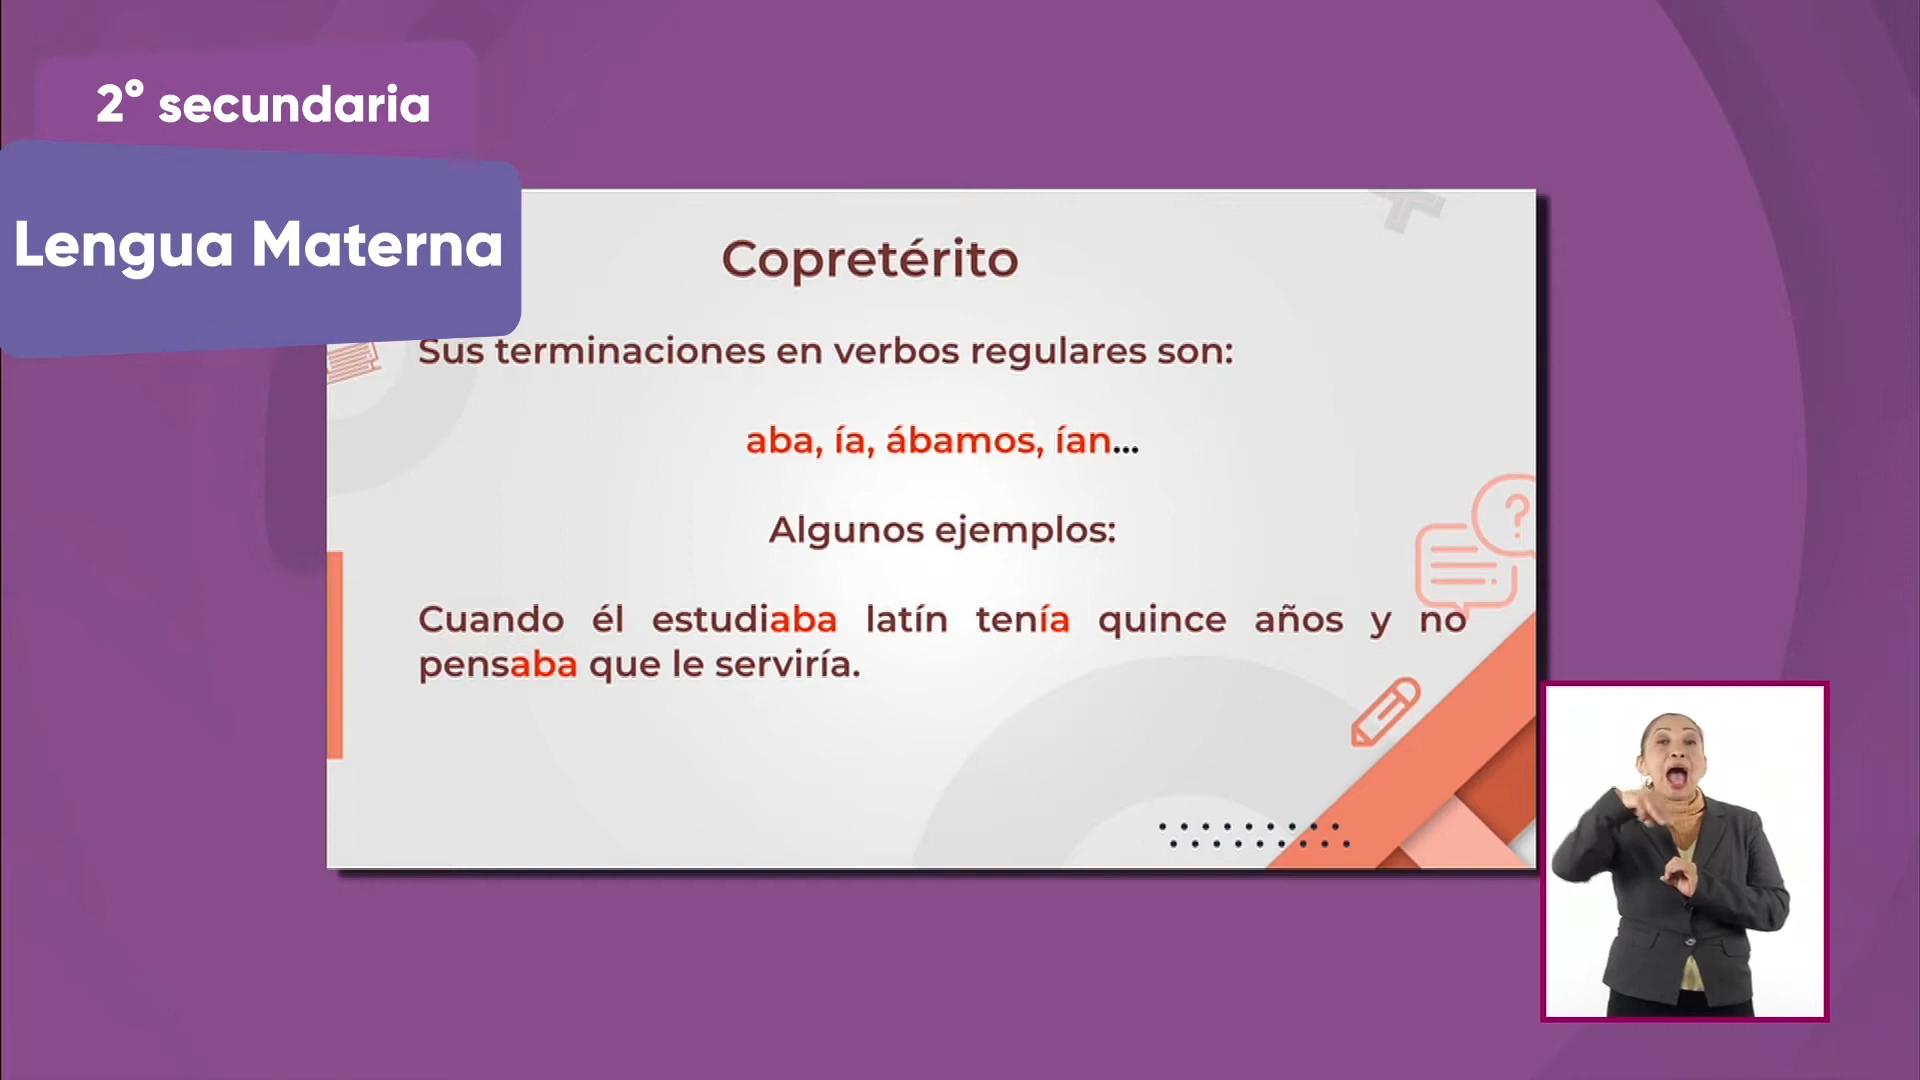 2° secundaria
Lengua Materna
Copretérito
Sus terminaciones en verbos regulares son:
aba, ía, ábamos, ían...
Algunos ejemplos:
Cuando él estudiaba latín tenía quince años y no
pensaba que le serviría.